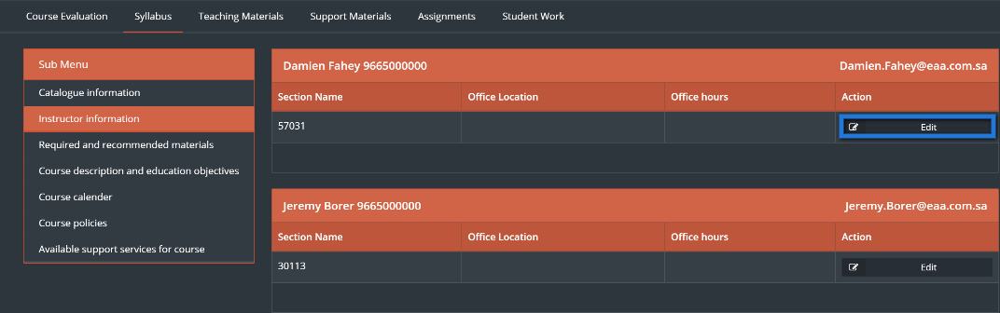 Course Evaluation Syllabus Teaching Materials Support Materials Assignments Student Work
Sub Menu
Catalogue information
Instructor information
Required and recommended materials
Course description and education objectives
Course calender
Course policies
Available support services for course
Damien Fahey 9665000000 Damien.Fahey@eaa.com.sa
Section Name Office Location Office hours Action
57031 Edit
Jeremy Borer 9665000000 Jeremy.Borer@eaa.com.sa
Section Name Office Location Office hours Action
30113 Edit